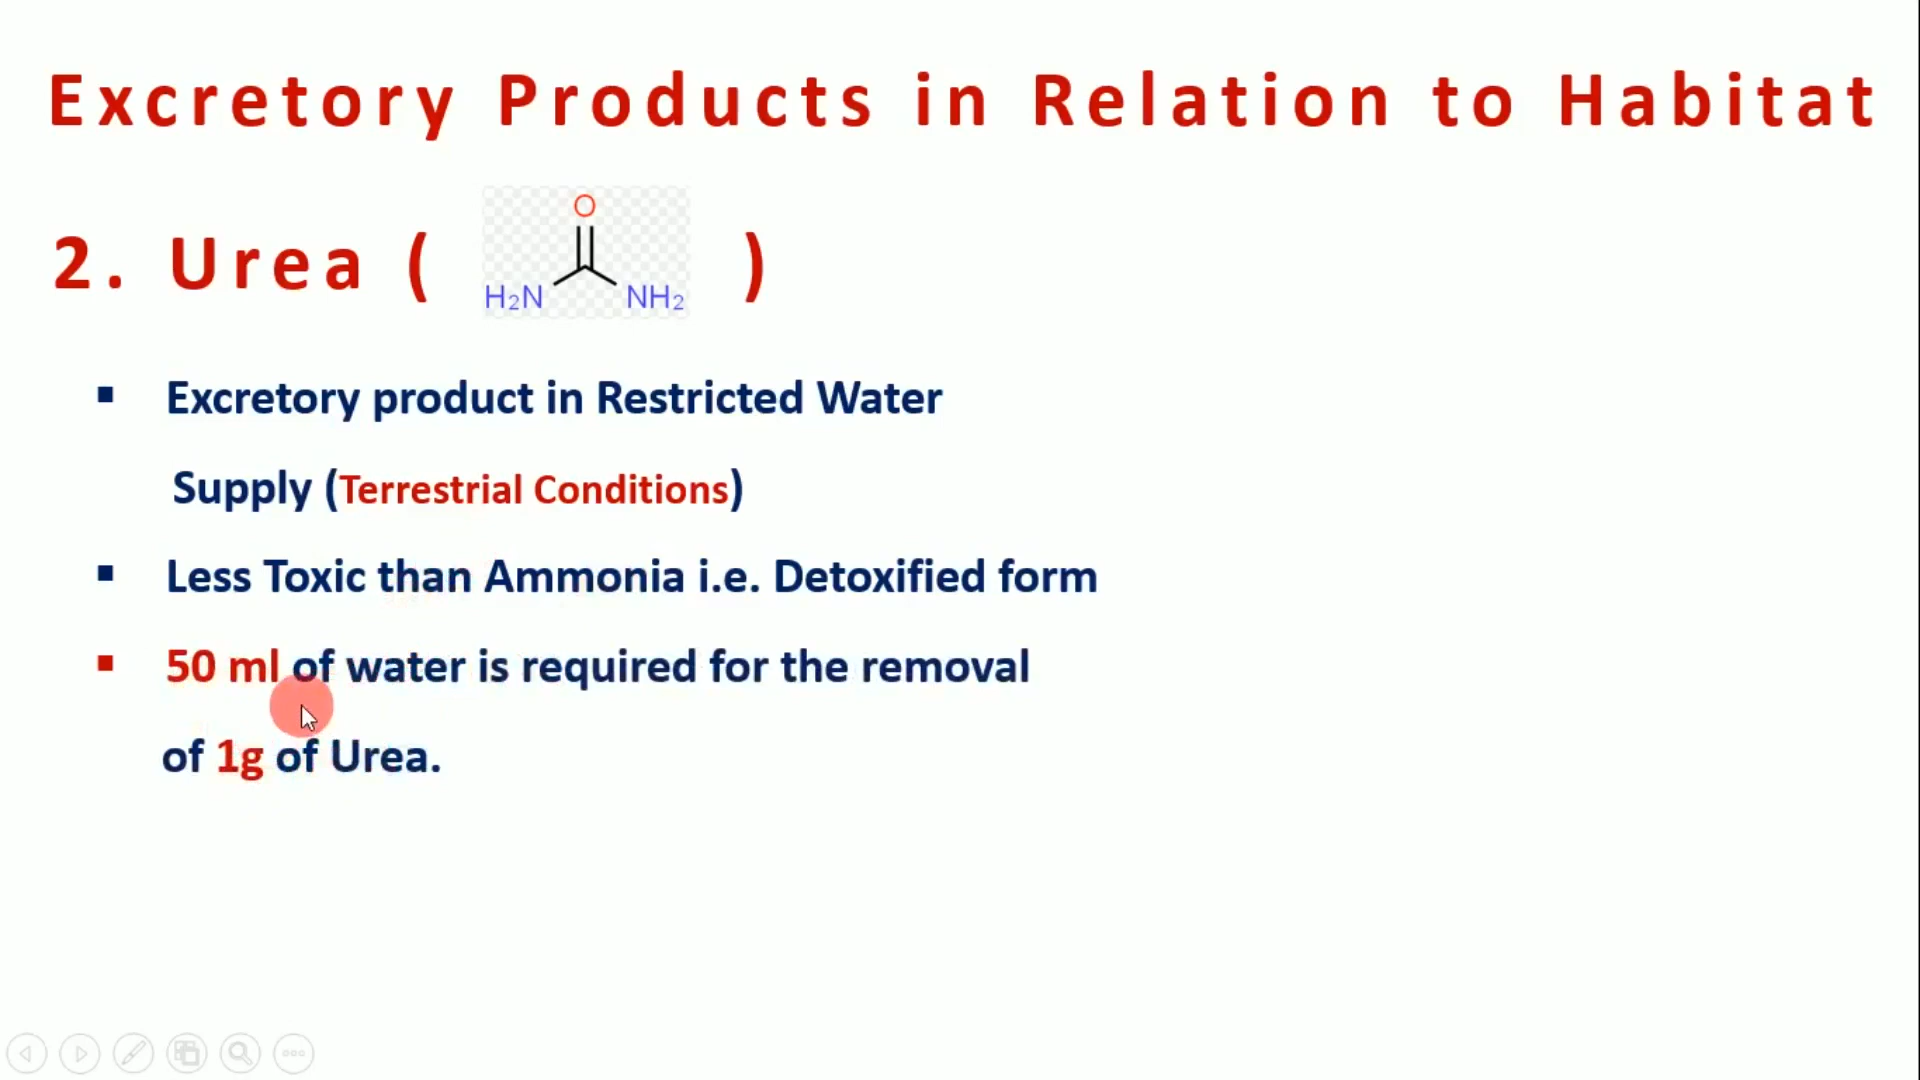 Excretory Products in Relation to Habitat
2. Urea ( )
O
H₂N NH₂
▪ Excretory product in Restricted Water
Supply (Terrestrial Conditions)
▪ Less Toxic than Ammonia i.e. Detoxified form
▪ 50 ml of water is required for the removal
of 1g of Urea.